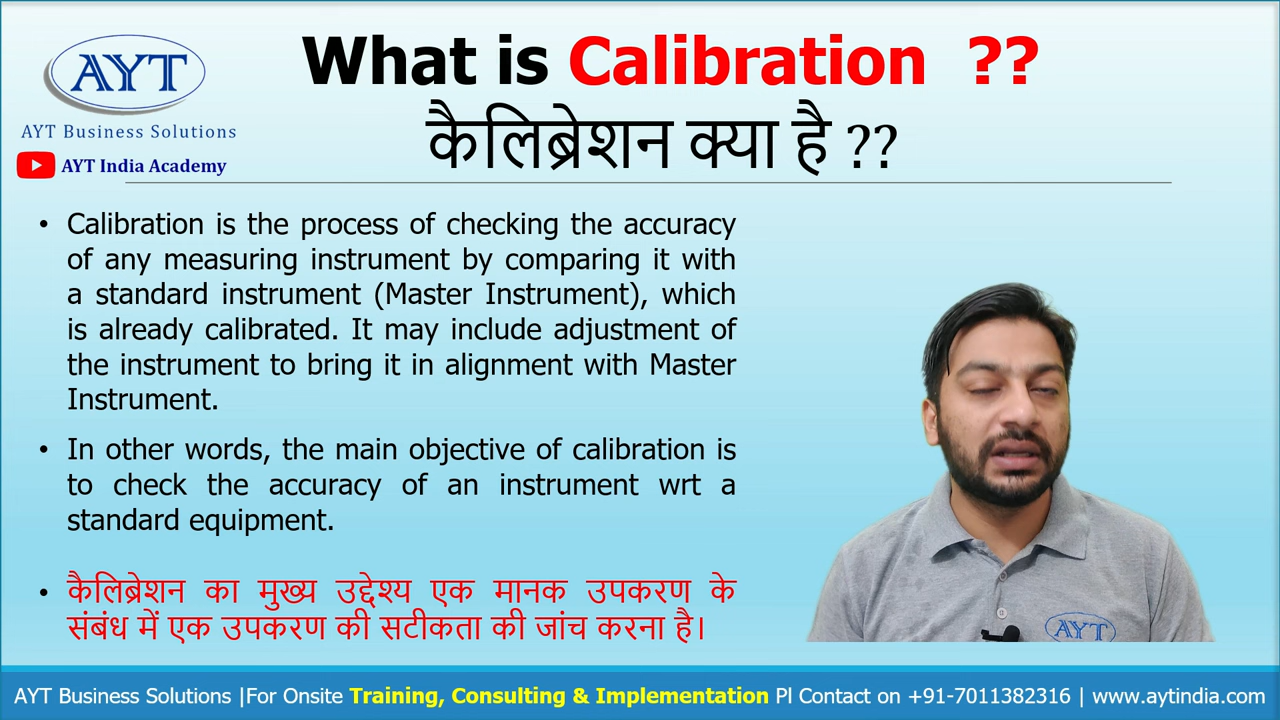 What is Calibration ??
कैलिब्रेशन क्या है ??
AYT
AYT Business Solutions
AYT India Academy
• Calibration is the process of checking the accuracy
of any measuring instrument by comparing it with
a standard instrument (Master Instrument), which
is already calibrated. It may include adjustment of
the instrument to bring it in alignment with Master
Instrument.
• In other words, the main objective of calibration is
to check the accuracy of an instrument wrt a
standard equipment.
• कैलिब्रेशन का मुख्य उद्देश्य एक मानक उपकरण के
संबंध में एक उपकरण की सटीकता की जांच करना है।
AYT
AYT Business Solutions |For Onsite Training, Consulting & Implementation Pl Contact on +91-7011382316 | www.aytindia.com